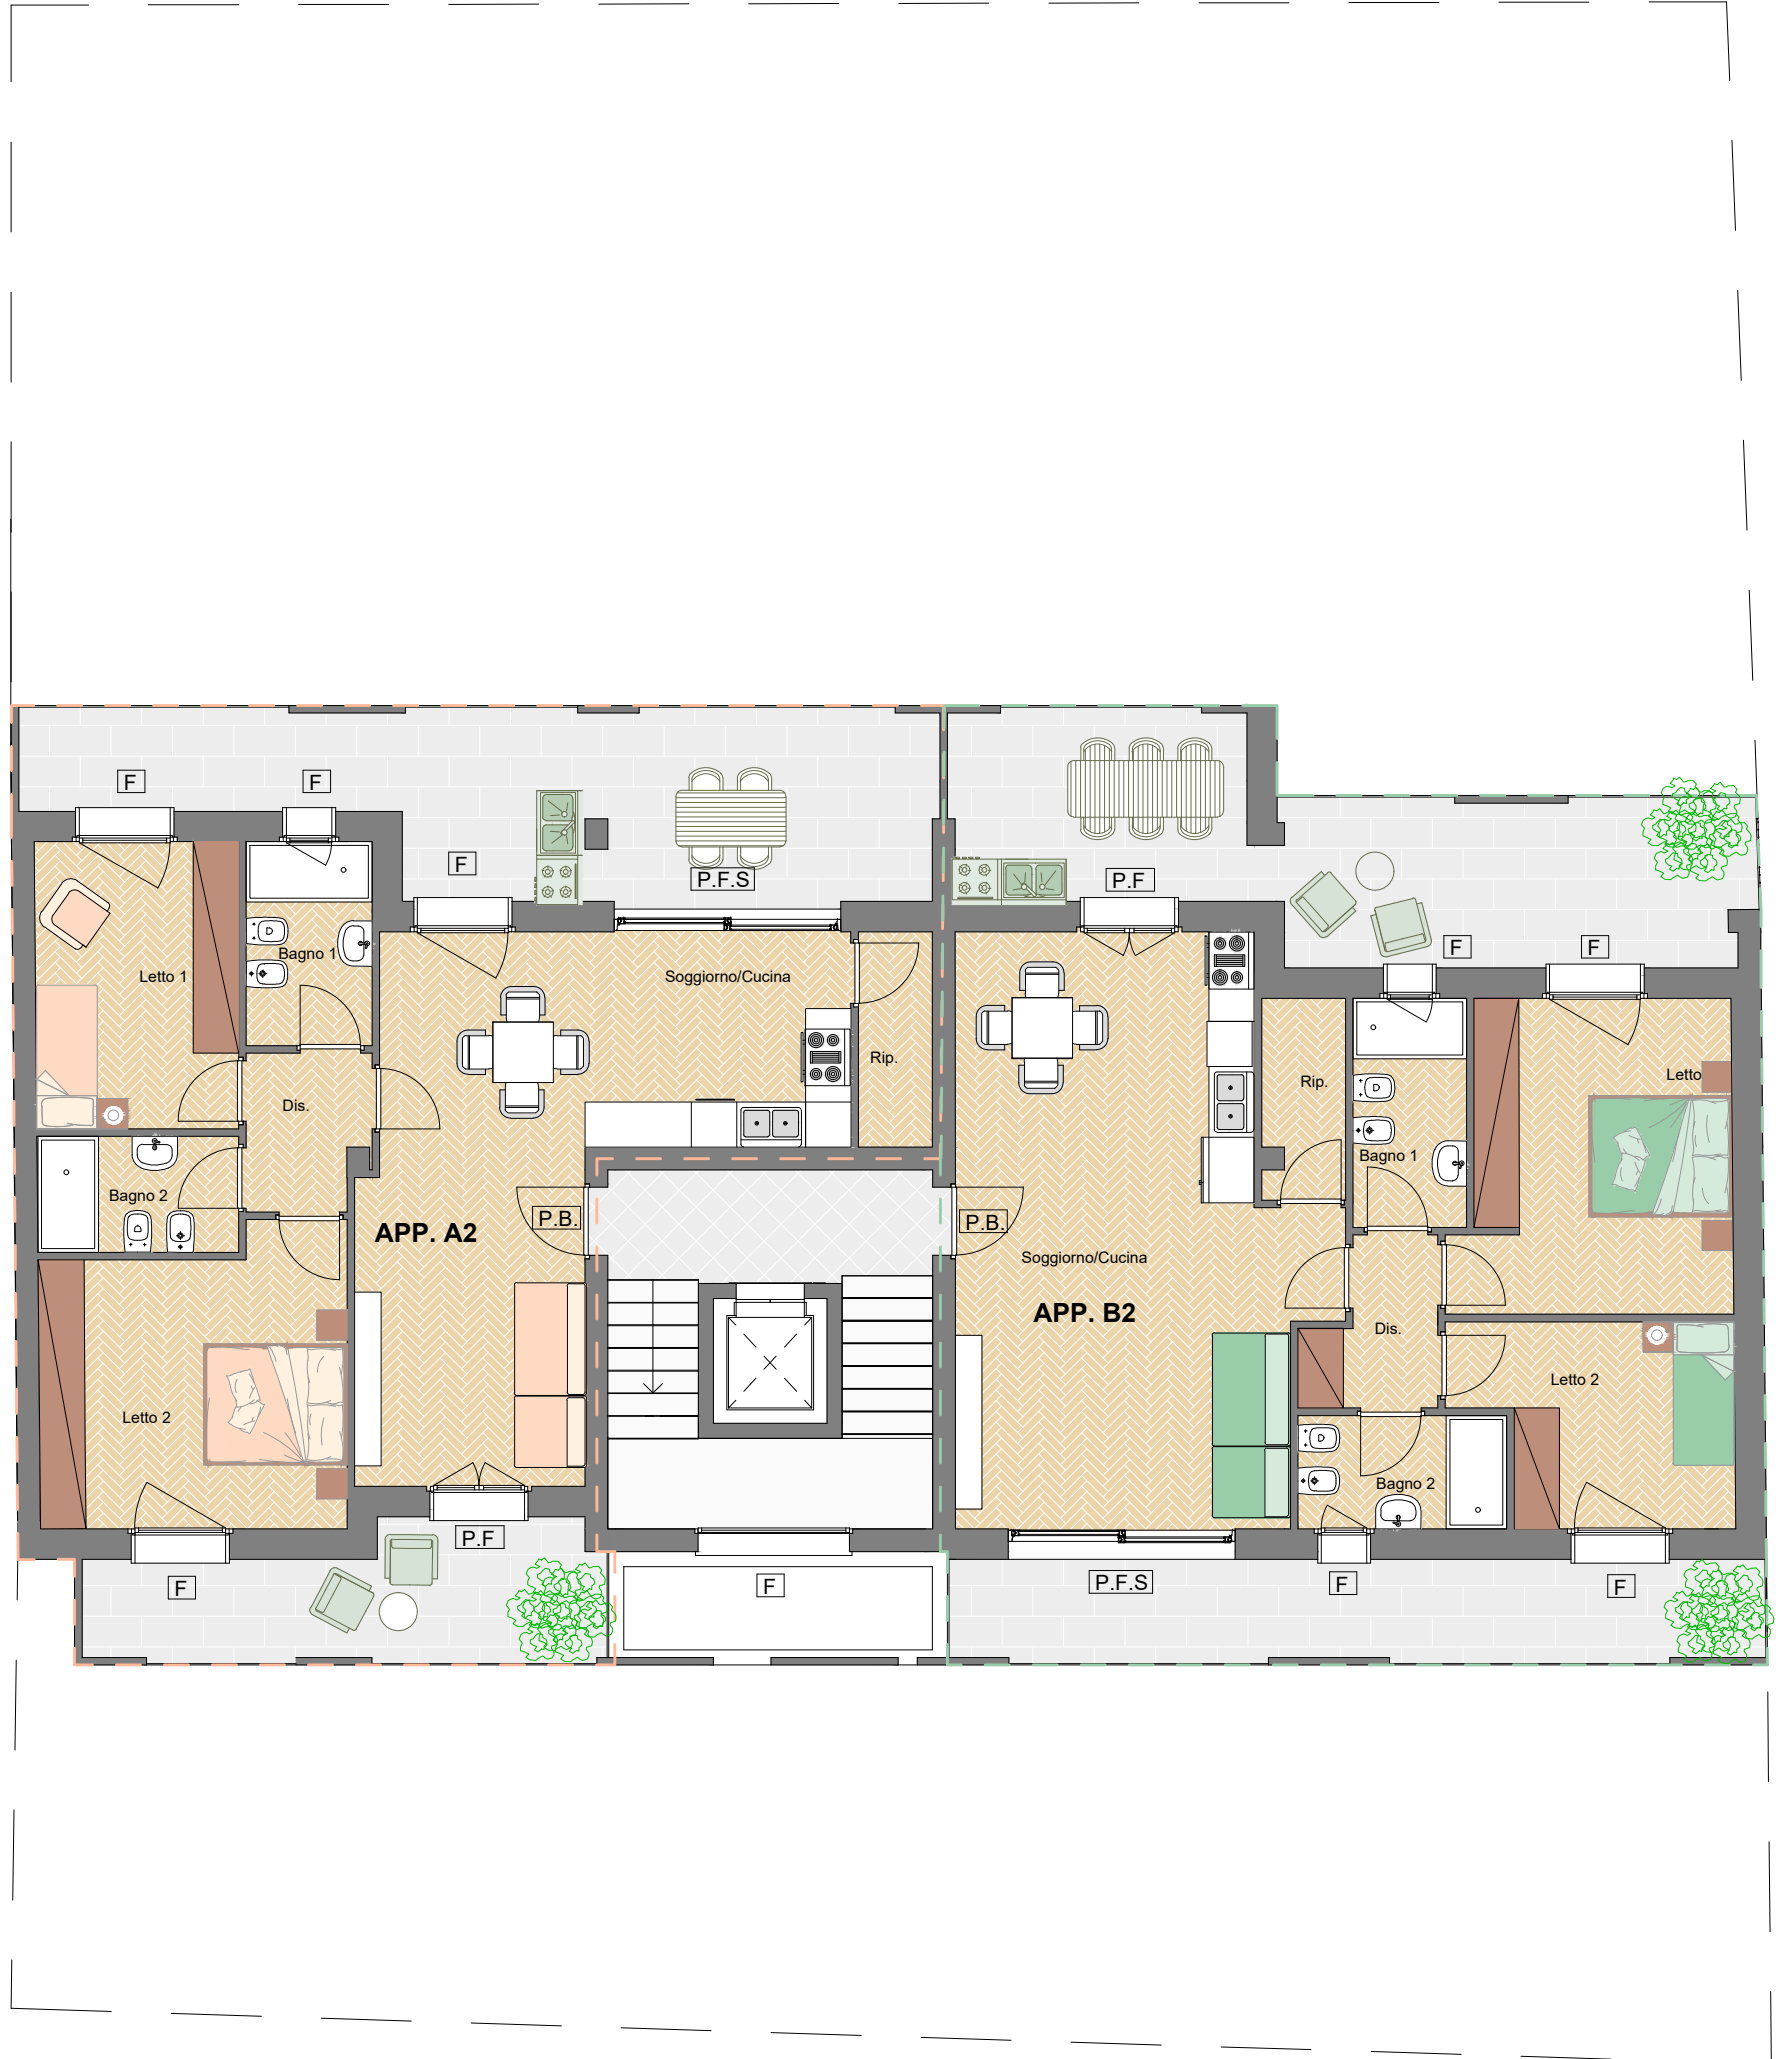 F
F
F
P.F.S
P.F
F
F
Bagno 1
Letto 1
Soggiorno/Cucina
Rip.
Letto
Rip.
Dis.
Bagno 1
Bagno 2
P.B.
P.B.
APP. A2
Soggiorno/Cucina
APP. B2
Dis.
Letto 2
Letto 2
Bagno 2
P.F
F
F
P.F.S
F
F